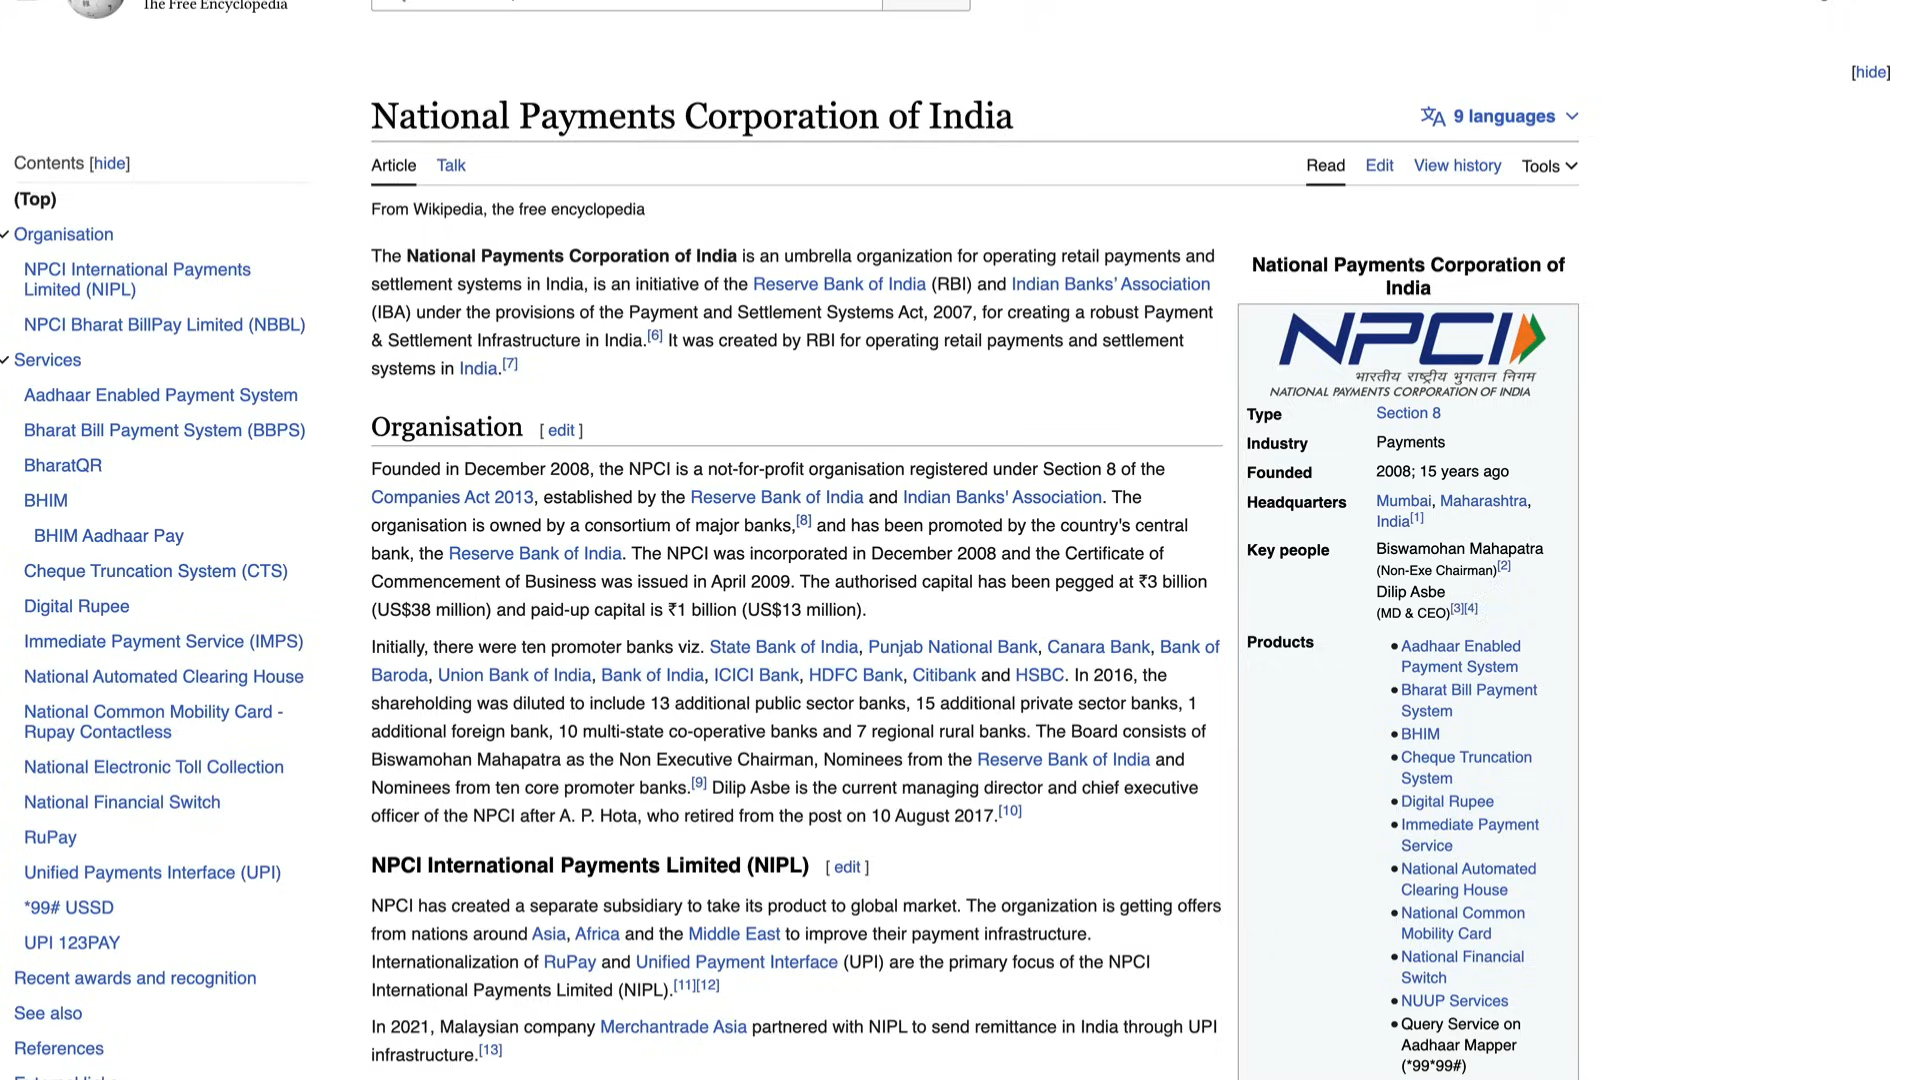 The Free Encyclopedia
[hide]
National Payments Corporation of India
9 languages
Contents [hide]
Article Talk
Read Edit View history Tools
(Top)
From Wikipedia, the free encyclopedia
Organisation
NPCI International Payments
Limited (NIPL)
NPCI Bharat BillPay Limited (NBBL)
Services
Aadhaar Enabled Payment System
Bharat Bill Payment System (BBPS)
BharatQR
BHIM
BHIM Aadhaar Pay
Cheque Truncation System (CTS)
Digital Rupee
Immediate Payment Service (IMPS)
National Automated Clearing House
National Common Mobility Card -
Rupay Contactless
National Electronic Toll Collection
National Financial Switch
RuPay
Unified Payments Interface (UPI)
*99# USSD
UPI 123PAY
Recent awards and recognition
See also
References
The National Payments Corporation of India is an umbrella organization for operating retail payments and
settlement systems in India, is an initiative of the Reserve Bank of India (RBI) and Indian Banks' Association
(IBA) under the provisions of the Payment and Settlement Systems Act, 2007, for creating a robust Payment
& Settlement Infrastructure in India.[6] It was created by RBI for operating retail payments and settlement
systems in India.[7]
Organisation [ edit ]
Founded in December 2008, the NPCI is a not-for-profit organisation registered under Section 8 of the
Companies Act 2013, established by the Reserve Bank of India and Indian Banks' Association. The
organisation is owned by a consortium of major banks,[8] and has been promoted by the country's central
bank, the Reserve Bank of India. The NPCI was incorporated in December 2008 and the Certificate of
Commencement of Business was issued in April 2009. The authorised capital has been pegged at ₹3 billion
(US$38 million) and paid-up capital is ₹1 billion (US$13 million).
Initially, there were ten promoter banks viz. State Bank of India, Punjab National Bank, Canara Bank, Bank of
Baroda, Union Bank of India, Bank of India, ICICI Bank, HDFC Bank, Citibank and HSBC. In 2016, the
shareholding was diluted to include 13 additional public sector banks, 15 additional private sector banks, 1
additional foreign bank, 10 multi-state co-operative banks and 7 regional rural banks. The Board consists of
Biswamohan Mahapatra as the Non Executive Chairman, Nominees from the Reserve Bank of India and
Nominees from ten core promoter banks.[9] Dilip Asbe is the current managing director and chief executive
officer of the NPCI after A. P. Hota, who retired from the post on 10 August 2017.[10]
NPCI International Payments Limited (NIPL) [ edit ]
NPCI has created a separate subsidiary to take its product to global market. The organization is getting offers
from nations around Asia, Africa and the Middle East to improve their payment infrastructure.
Internationalization of RuPay and Unified Payment Interface (UPI) are the primary focus of the NPCI
International Payments Limited (NIPL).[11][12]
In 2021, Malaysian company Merchantrade Asia partnered with NIPL to send remittance in India through UPI
infrastructure.[13]
National Payments Corporation of
India
NPCI
भारतीय राष्ट्रीय भुगतान निगम
NATIONAL PAYMENTS CORPORATION OF INDIA
Type Section 8
Industry Payments
Founded 2008; 15 years ago
Headquarters Mumbai, Maharashtra,
India[1]
Key people Biswamohan Mahapatra
(Non-Exe Chairman)[2]
Dilip Asbe
(MD & CEO)[3][4]
Products
• Aadhaar Enabled
Payment System
• Bharat Bill Payment
System
• BHIM
• Cheque Truncation
System
• Digital Rupee
• Immediate Payment
Service
• National Automated
Clearing House
• National Common
Mobility Card
• National Financial
Switch
• NUUP Services
• Query Service on
Aadhaar Mapper
(*99*99#)